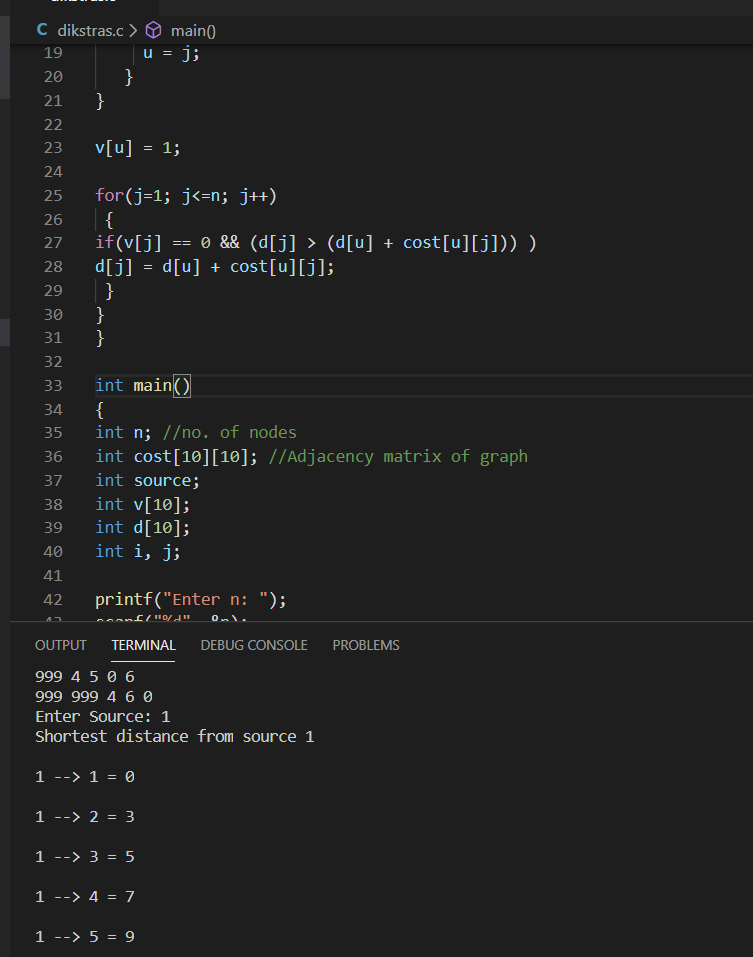 dikstras.c > main()
19 u = j;
20 }
21 }
22
23 v[u] = 1;
24
25 for(j=1; j<=n; j++)
26 {
27 if(v[j] == 0 && (d[j] > (d[u] + cost[u][j])) )
28 d[j] = d[u] + cost[u][j];
29 }
30 }
31 }
32
33 int main()
34 {
35 int n; //no. of nodes
36 int cost[10][10]; //Adjacency matrix of graph
37 int source;
38 int v[10];
39 int d[10];
40 int i, j;
41
42 printf("Enter n: ");
43 scanf("%d", &n);
OUTPUT TERMINAL DEBUG CONSOLE PROBLEMS
999 4 5 0 6
999 999 4 6 0
Enter Source: 1
Shortest distance from source 1
1 --> 1 = 0
1 --> 2 = 3
1 --> 3 = 5
1 --> 4 = 7
1 --> 5 = 9